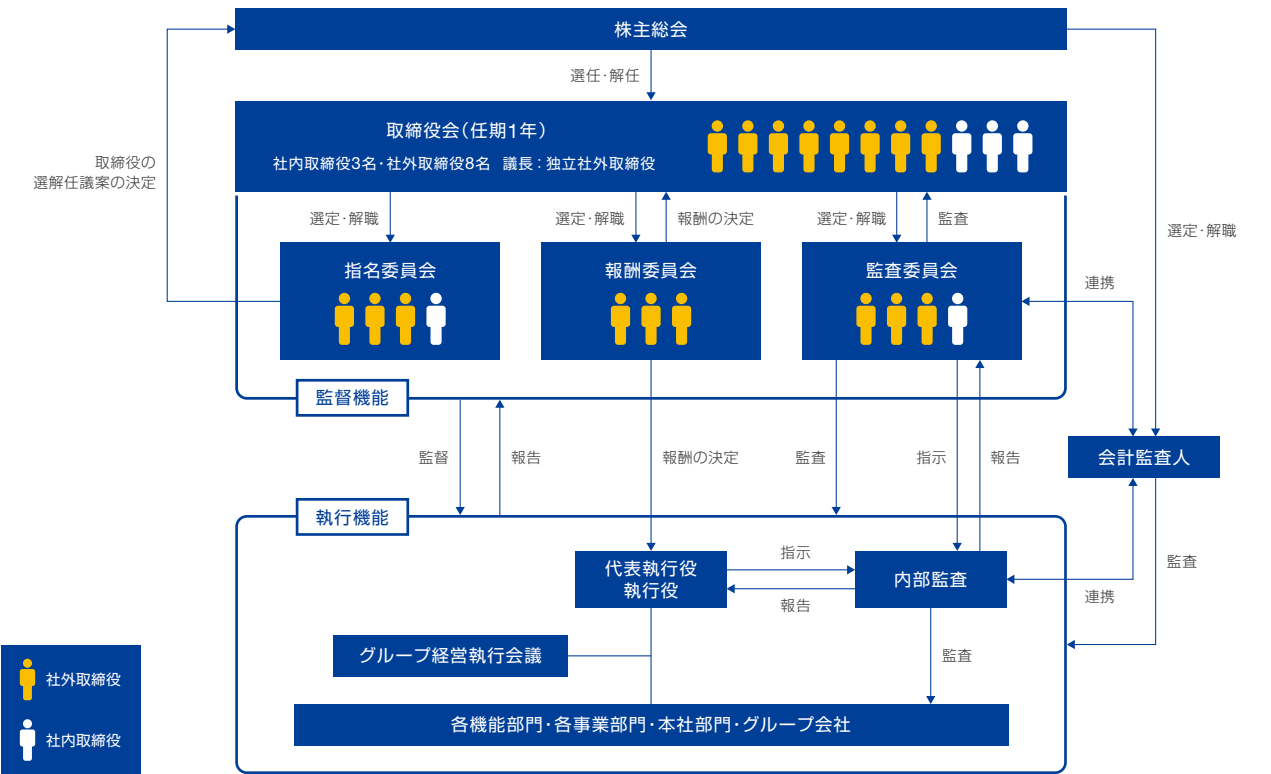 株主総会
選任・解任
取締役会（任期1年）
社内取締役3名・社外取締役8名 議長：独立社外取締役
取締役の
選解任議案の決定
選定・解職
選定・解職
報酬の決定
選定・解職
監査
選定・解職
指名委員会
報酬委員会
監査委員会
連携
監督機能
監督
報告
報酬の決定
監査
指示
報告
会計監査人
執行機能
代表執行役
執行役
指示
報告
内部監査
連携
監査
グループ経営執行会議
監査
各機能部門・各事業部門・本社部門・グループ会社
社外取締役
社内取締役